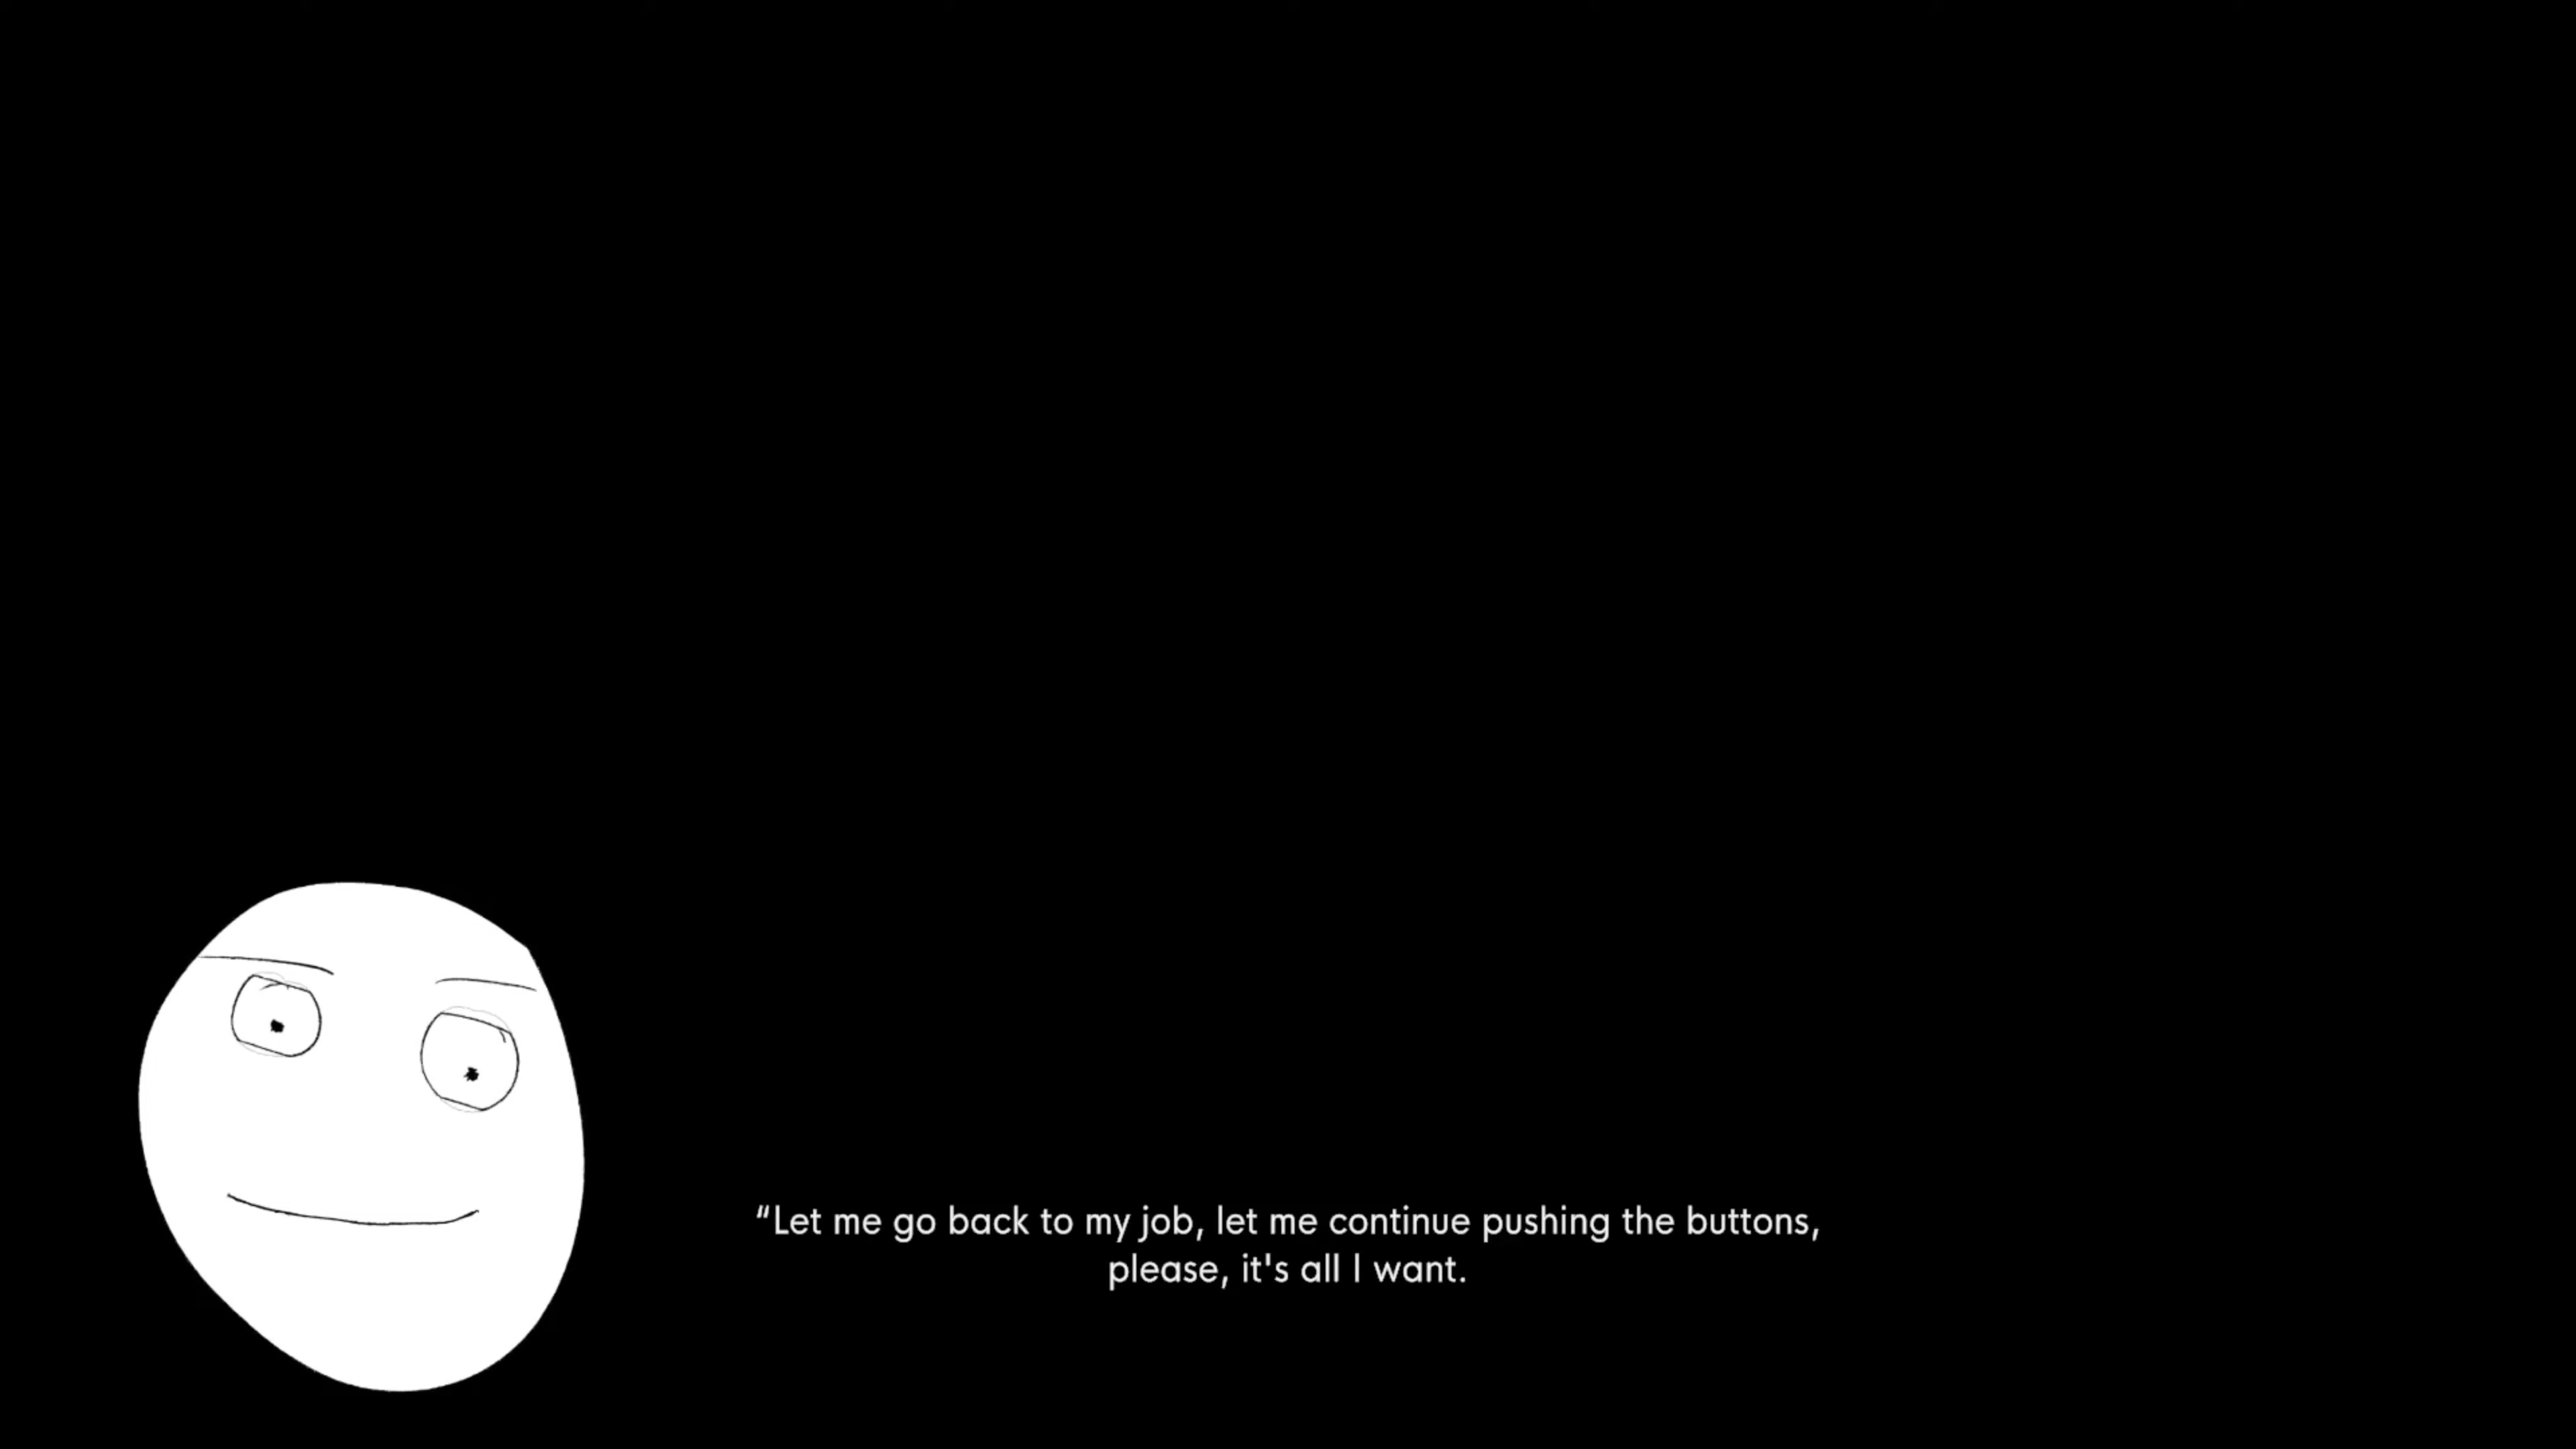 “Let me go back to my job, let me continue pushing the buttons,
please, it's all I want.